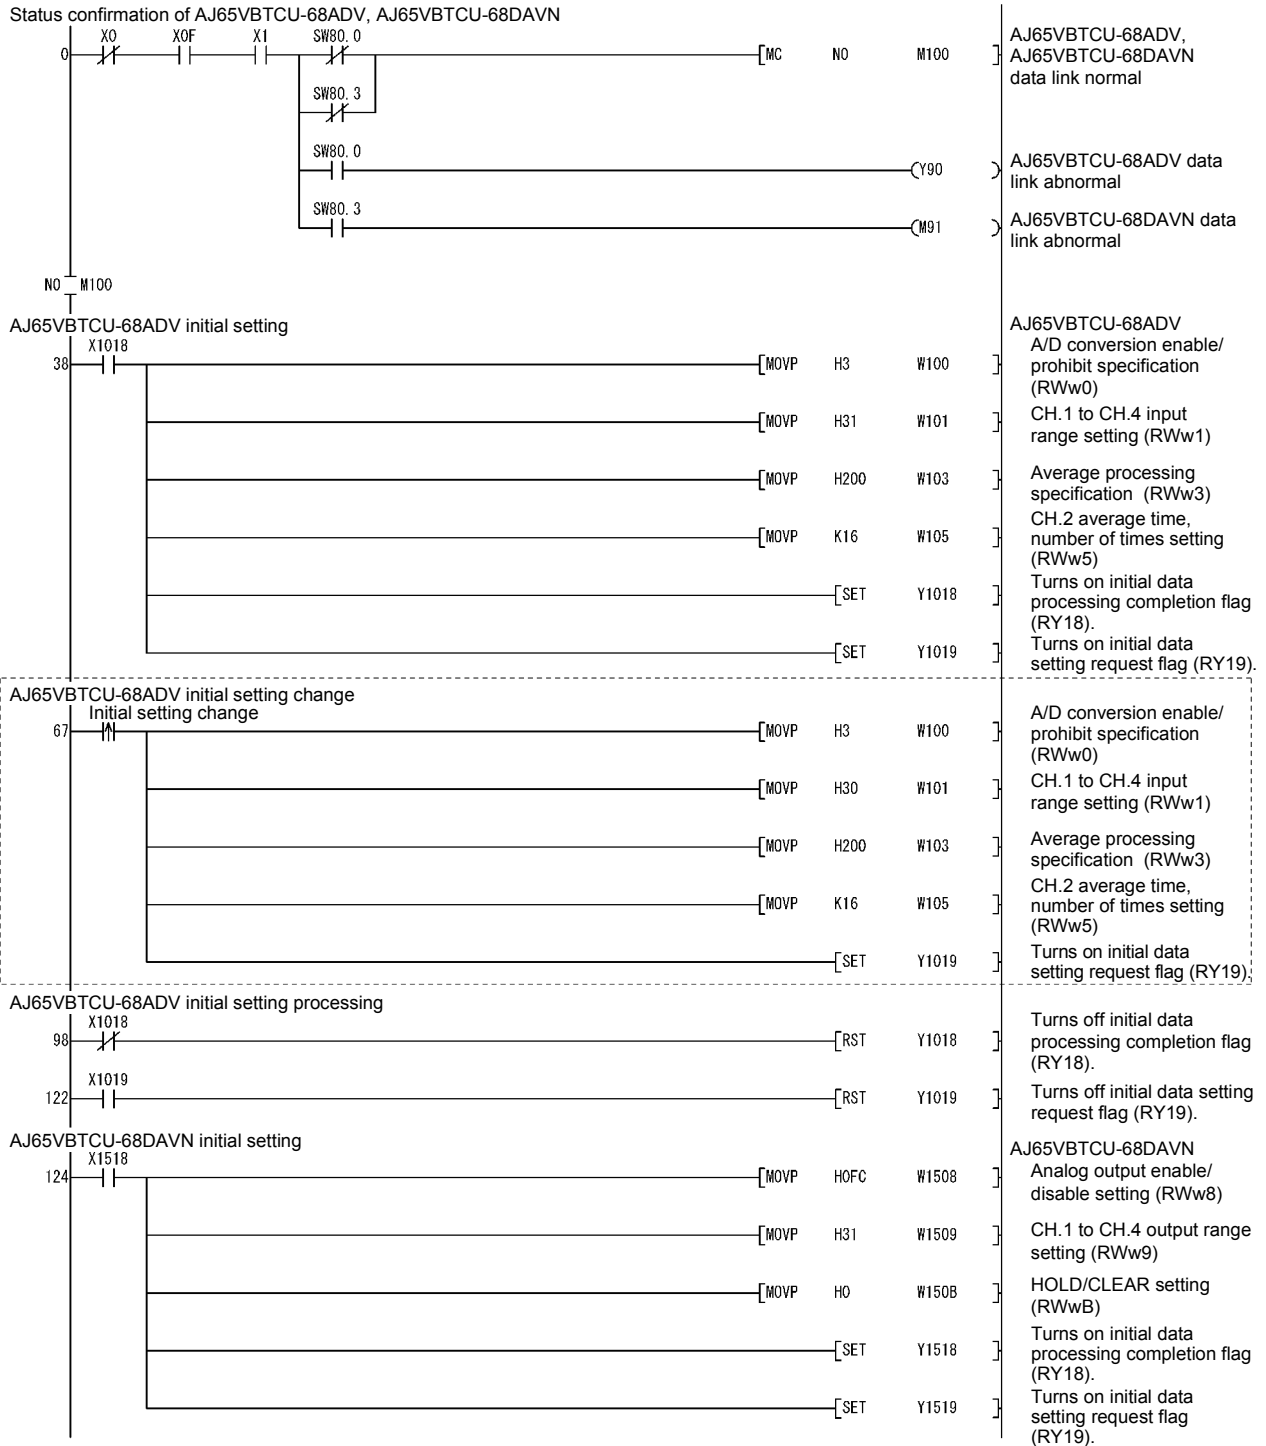 Status confirmation of AJ65VBTCU-68ADV, AJ65VBTCU-68DAVN
X0 X0F X1 SW80.0
0 [MC N0 M100 ]
AJ65VBTCU-68ADV,
AJ65VBTCU-68DAVN
data link normal
SW80.3
SW80.0
(Y90 )
AJ65VBTCU-68ADV data
link abnormal
SW80.3
(M91 )
AJ65VBTCU-68DAVN data
link abnormal
N0 M100
AJ65VBTCU-68ADV initial setting
AJ65VBTCU-68ADV
X1018
38 [MOVP H3 W100 ]
A/D conversion enable/
prohibit specification
(RWw0)
[MOVP H31 W101 ]
CH.1 to CH.4 input
range setting (RWw1)
[MOVP H200 W103 ]
Average processing
specification (RWw3)
[MOVP K16 W105 ]
CH.2 average time,
number of times setting
(RWw5)
[SET Y1018 ]
Turns on initial data
processing completion flag
(RY18).
[SET Y1019 ]
Turns on initial data
setting request flag (RY19).
AJ65VBTCU-68ADV initial setting change
Initial setting change
67 [MOVP H3 W100 ]
A/D conversion enable/
prohibit specification
(RWw0)
[MOVP H30 W101 ]
CH.1 to CH.4 input
range setting (RWw1)
[MOVP H200 W103 ]
Average processing
specification (RWw3)
[MOVP K16 W105 ]
CH.2 average time,
number of times setting
(RWw5)
[SET Y1019 ]
Turns on initial data
setting request flag (RY19).
AJ65VBTCU-68ADV initial setting processing
X1018
98 [RST Y1018 ]
Turns off initial data
processing completion flag
(RY18).
X1019
122 [RST Y1019 ]
Turns off initial data setting
request flag (RY19).
AJ65VBTCU-68DAVN initial setting
AJ65VBTCU-68DAVN
X1518
124 [MOVP H0FC W1508 ]
Analog output enable/
disable setting (RWw8)
[MOVP H31 W1509 ]
CH.1 to CH.4 output range
setting (RWw9)
[MOVP H0 W150B ]
HOLD/CLEAR setting
(RWwB)
[SET Y1518 ]
Turns on initial data
processing completion flag
(RY18).
[SET Y1519 ]
Turns on initial data
setting request flag
(RY19).